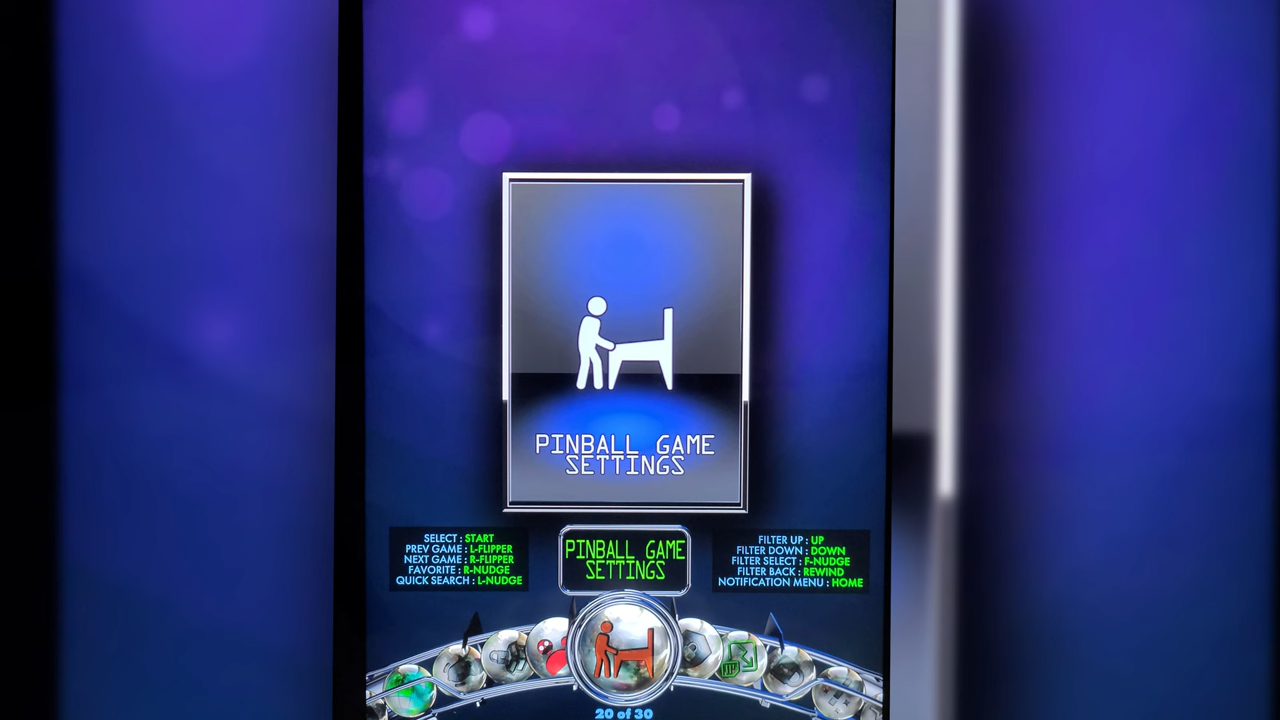 PINBALL GAME
SETTINGS
SELECT : START
PREV GAME : L-FLIPPER
NEXT GAME : R-FLIPPER
FAVORITE : R-NUDGE
QUICK SEARCH : L-NUDGE
PINBALL GAME
SETTINGS
FILTER UP : UP
FILTER DOWN : DOWN
FILTER SELECT : F-NUDGE
FILTER BACK : REWIND
NOTIFICATION MENU : HOME
20 of 30